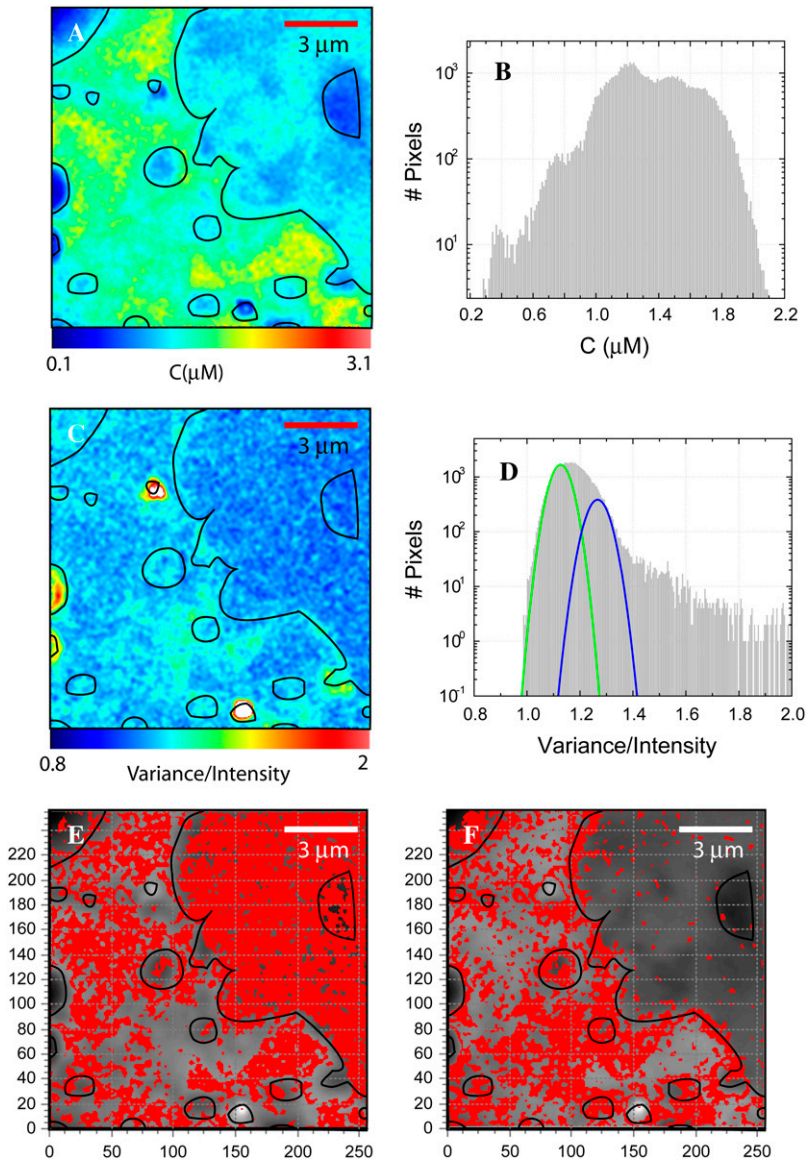 A
3 μm
0.1
3.1
C(μM)
B
# Pixels
10³
10²
10¹
0.2 0.6 1.0 1.4 1.8 2.2
C (μM)
C
3 μm
0.8
2
Variance/Intensity
D
# Pixels
10³
10²
10¹
10⁰
10⁻¹
0.8 1.0 1.2 1.4 1.6 1.8 2.0
Variance/Intensity
E
3 μm
220
200
180
160
140
120
100
80
60
40
20
0
0 50 100 150 200 250
F
3 μm
220
200
180
160
140
120
100
80
60
40
20
0
0 50 100 150 200 250